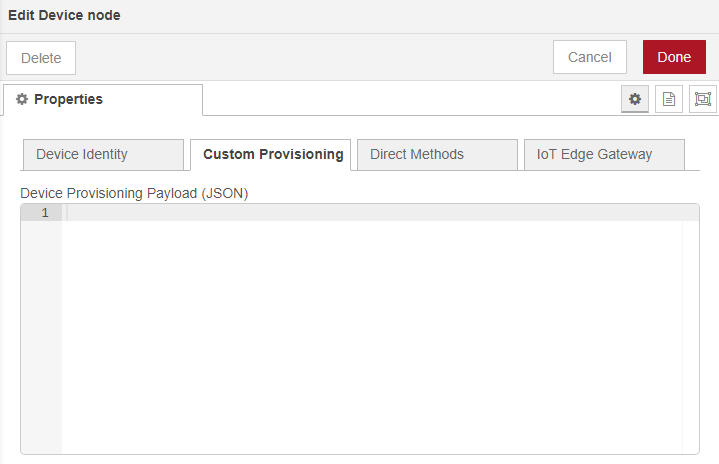 Edit Device node
Delete Cancel Done
Properties
Device Identity Custom Provisioning Direct Methods IoT Edge Gateway
Device Provisioning Payload (JSON)
1